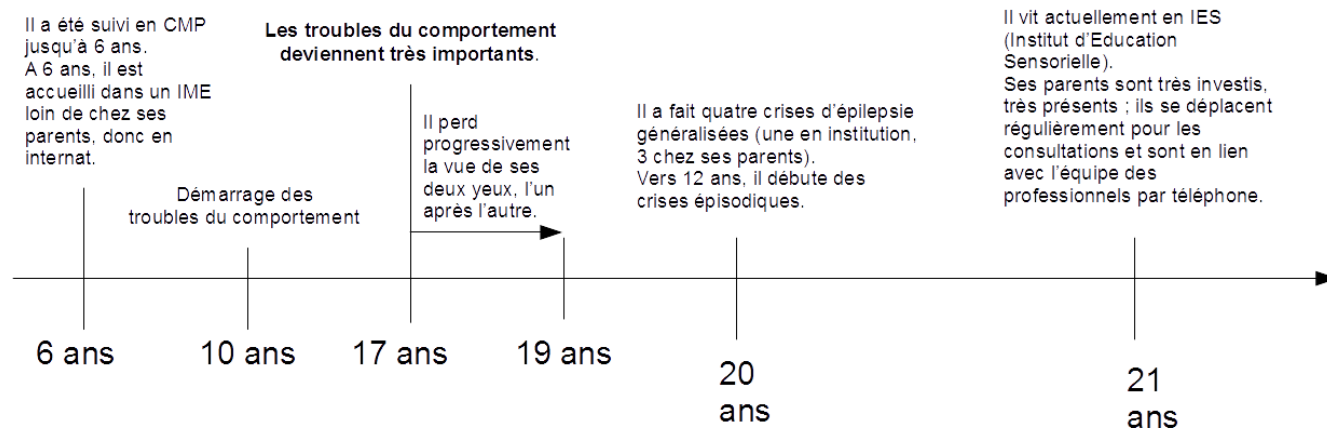 Il a été suivi en CMP
jusqu'à 6 ans.
A 6 ans, il est
accueilli dans un IME
loin de chez ses
parents, donc en
internat.
Démarrage des
troubles du comportement
Les troubles du comportement
deviennent très importants.
Il perd
progressivement
la vue de ses
deux yeux, l'un
après l'autre.
Il a fait quatre crises d'épilepsie
généralisées (une en institution,
3 chez ses parents).
Vers 12 ans, il débute des
crises épisodiques.
Il vit actuellement en IES
(Institut d'Education
Sensorielle).
Ses parents sont très investis,
très présents ; ils se déplacent
régulièrement pour les
consultations et sont en lien
avec l'équipe des
professionnels par téléphone.
6 ans
10 ans
17 ans
19 ans
20
ans
21
ans